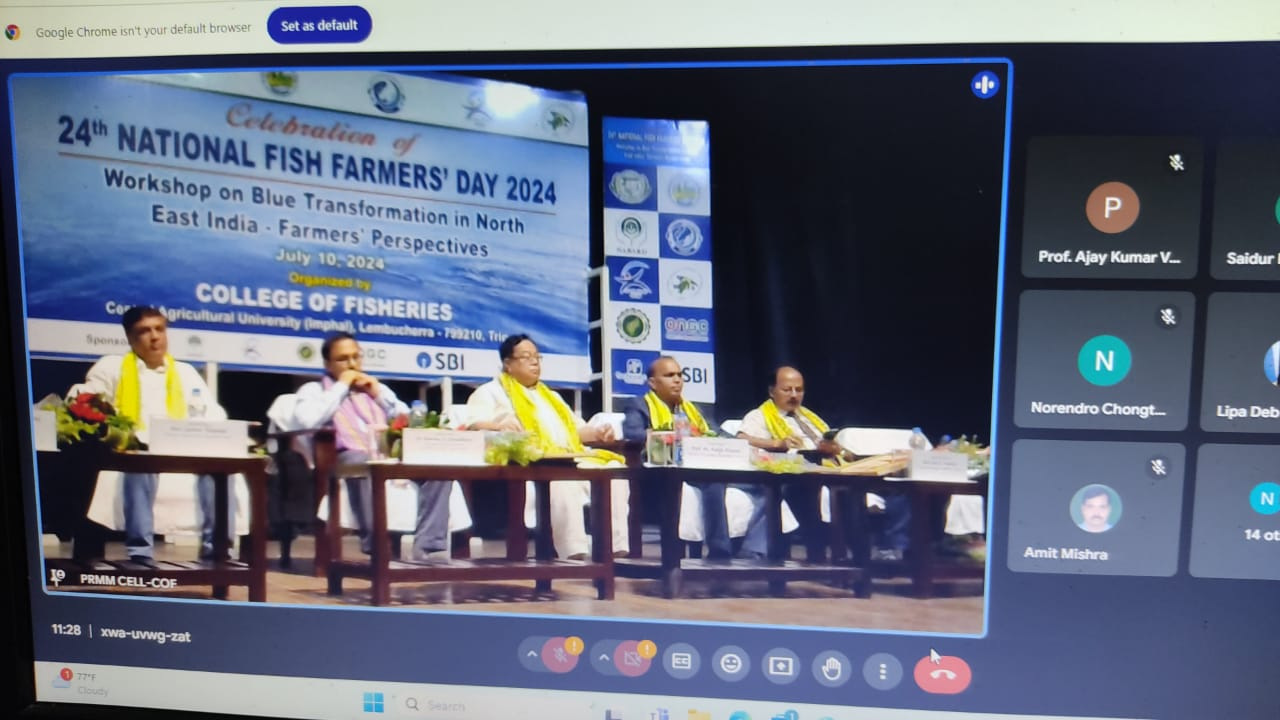 Google Chrome isn't your default browser
Set as default
Celebration of
24th NATIONAL FISH FARMERS' DAY 2024
Workshop on Blue Transformation in North
East India - Farmers' Perspectives
July 10, 2024
Organized by
COLLEGE OF FISHERIES
Agricultural University (Imphal), Lembucherra - 799210,
SBI
NABARD
ONGC
SBI
P
Prof. Ajay Kumar V...
Saidur
N
Norendro Chongt...
Lipa Deb
Amit Mishra
N
14 ot
PRMM CELL-COF
11:28 | xwa-uvwg-zat
1
77°F
Cloudy
Search